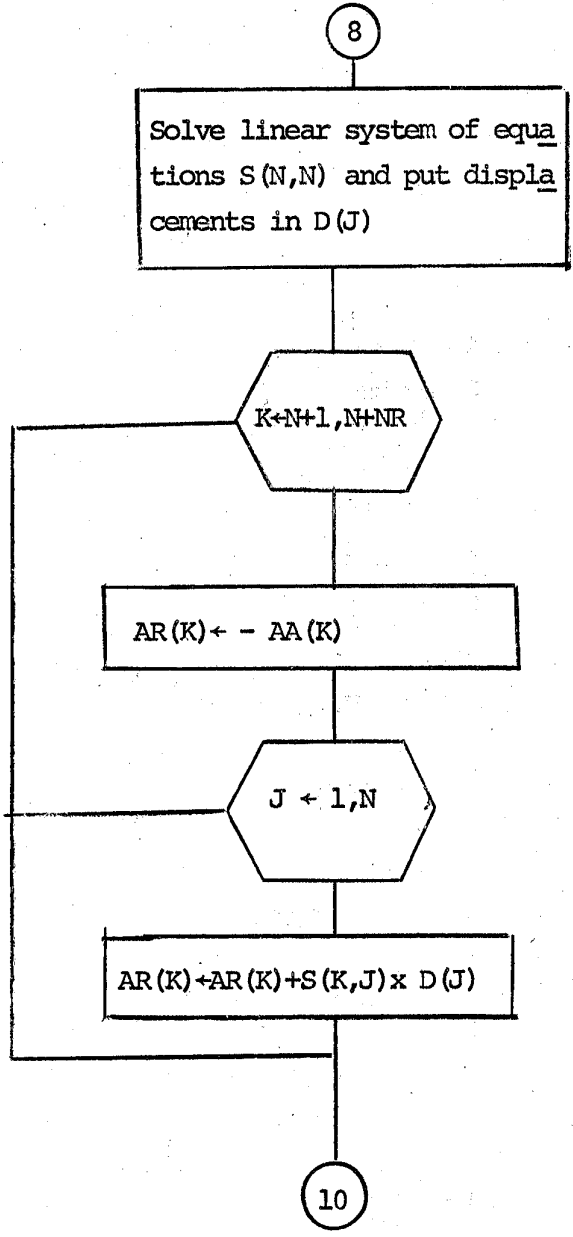 8
Solve linear system of equa
tions S(N,N) and put displa
cements in D(J)
K←N+1,N+NR
AR(K)← - AA(K)
J ← 1,N
AR(K)←AR(K)+S(K,J)x D(J)
10